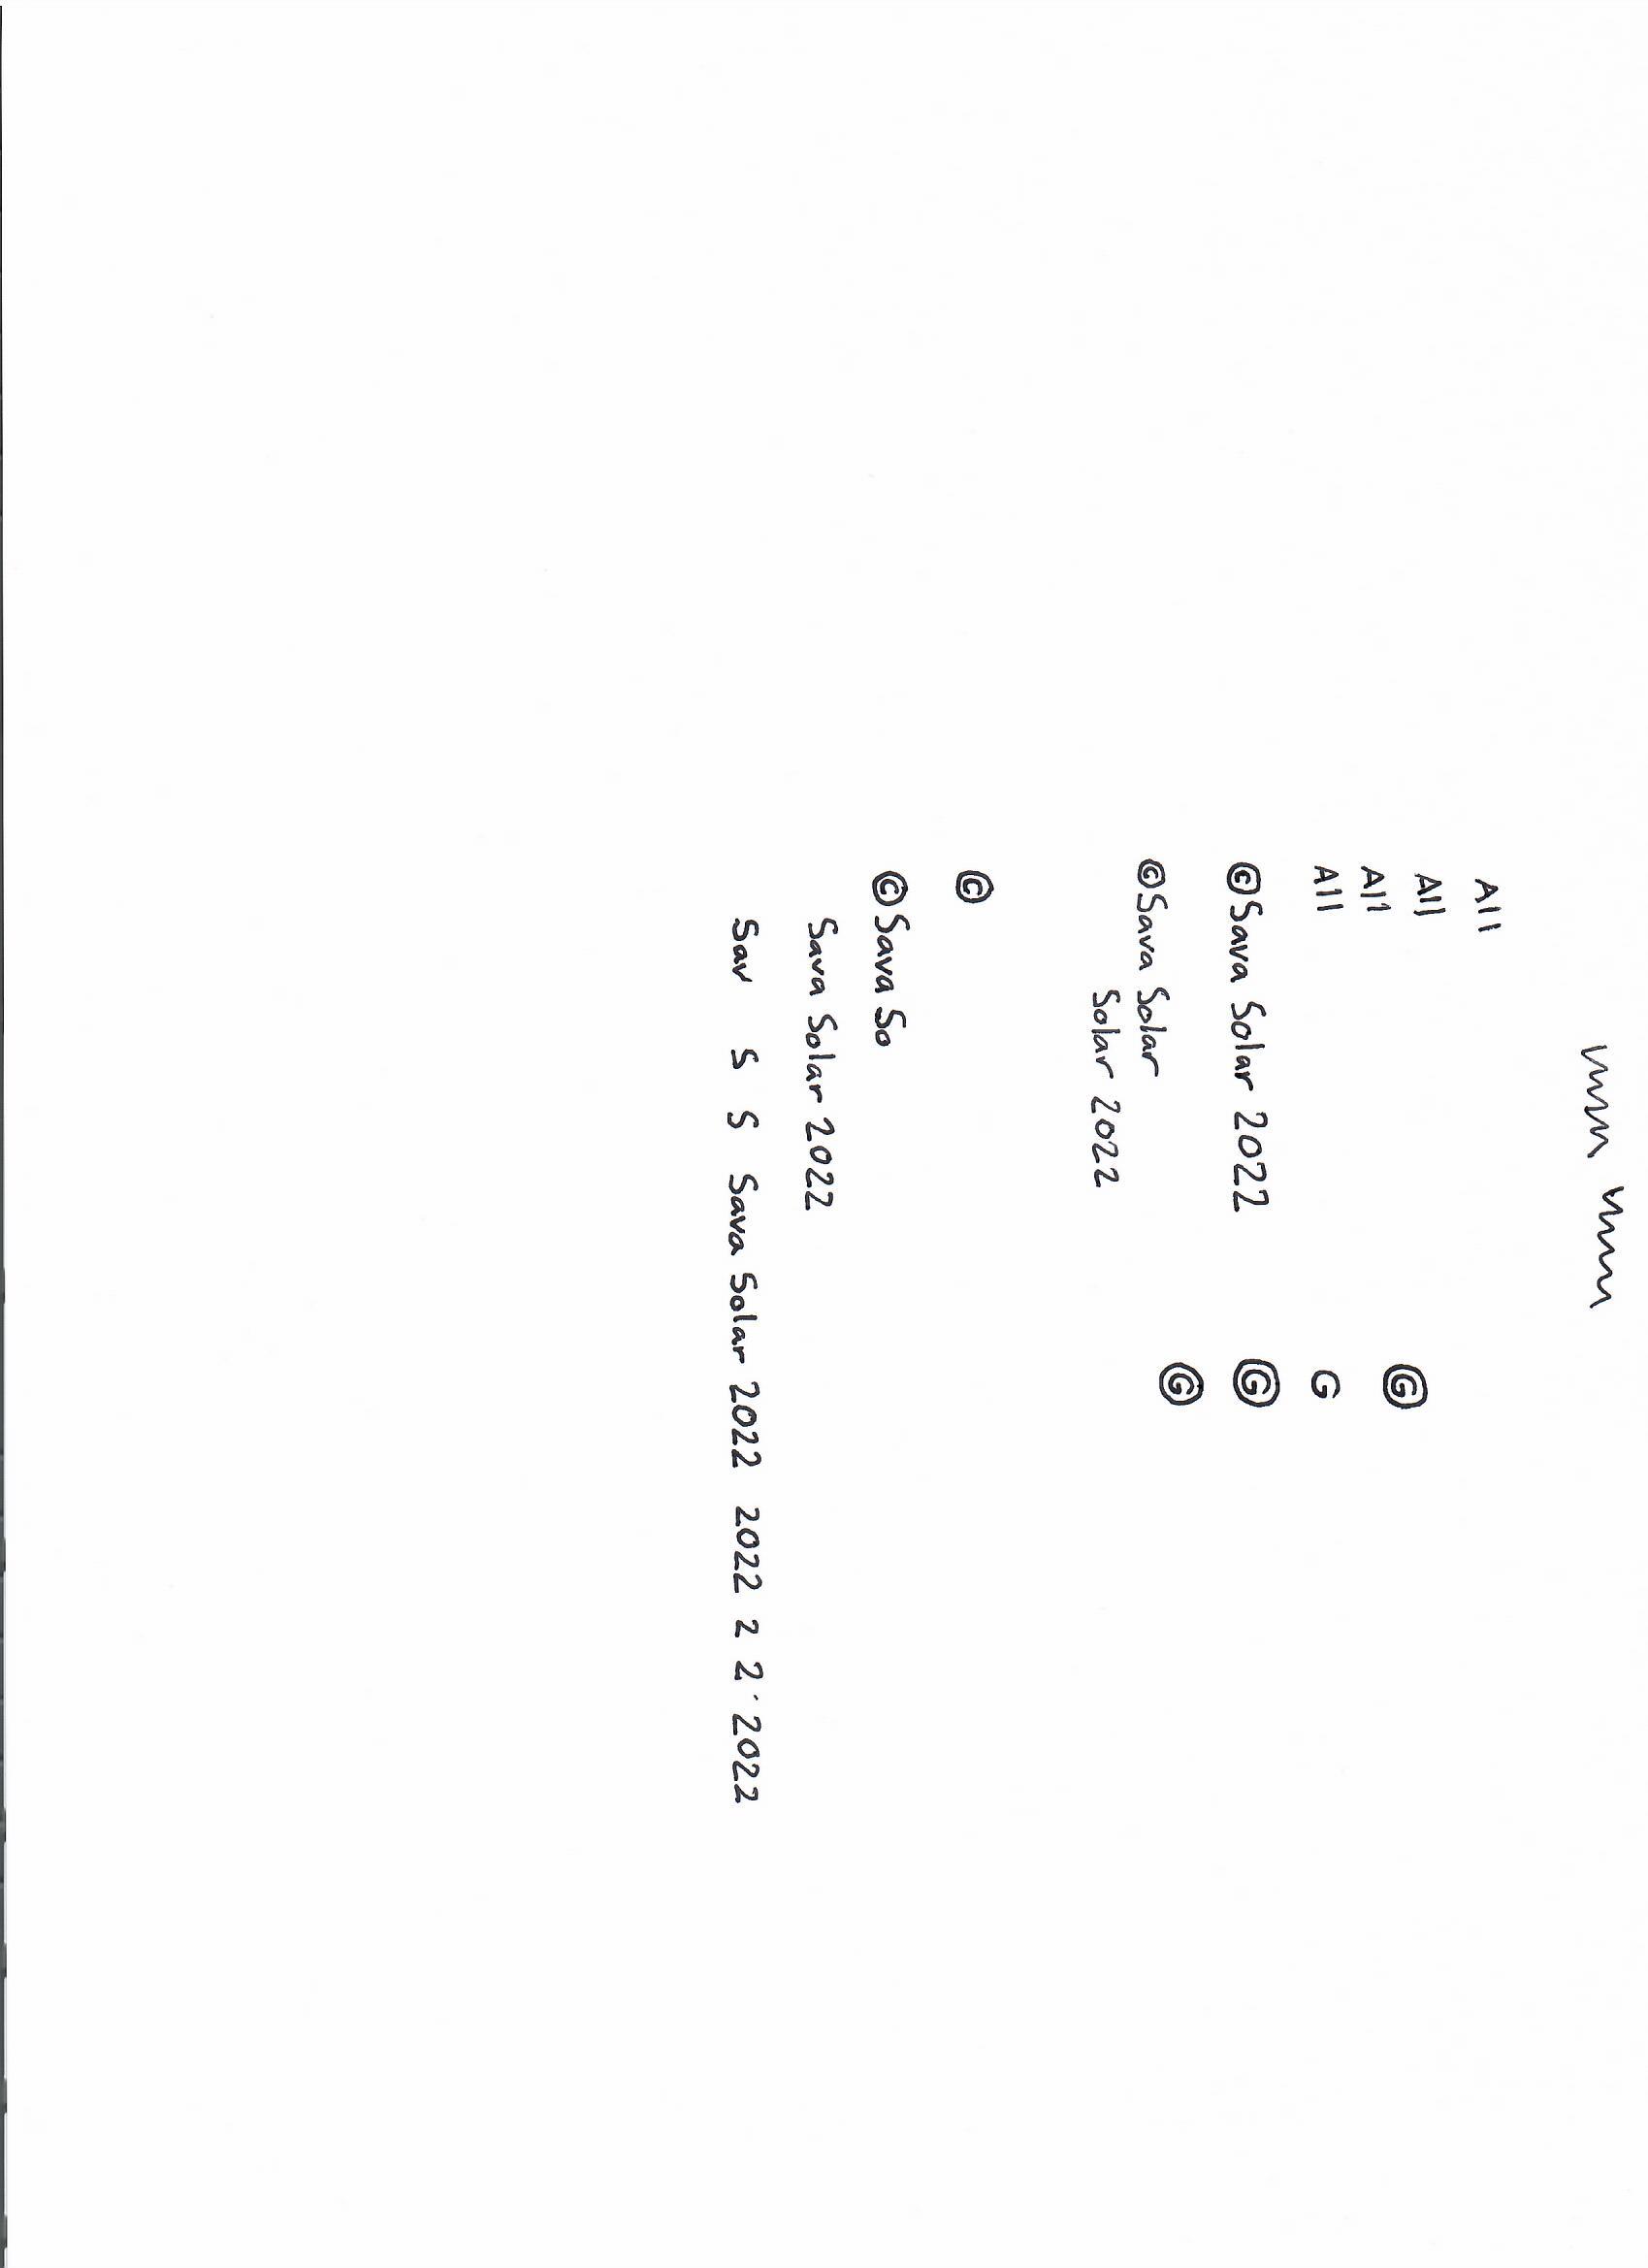 All
All
Ⓖ
All
All
G
©Sava Solar 2022
Ⓖ
Ⓖ
©Sava Solar
Solar 2022
©
©Sava So
Sava Solar 2022
Sav S S Sava Solar 2022 2022 2 2 2022